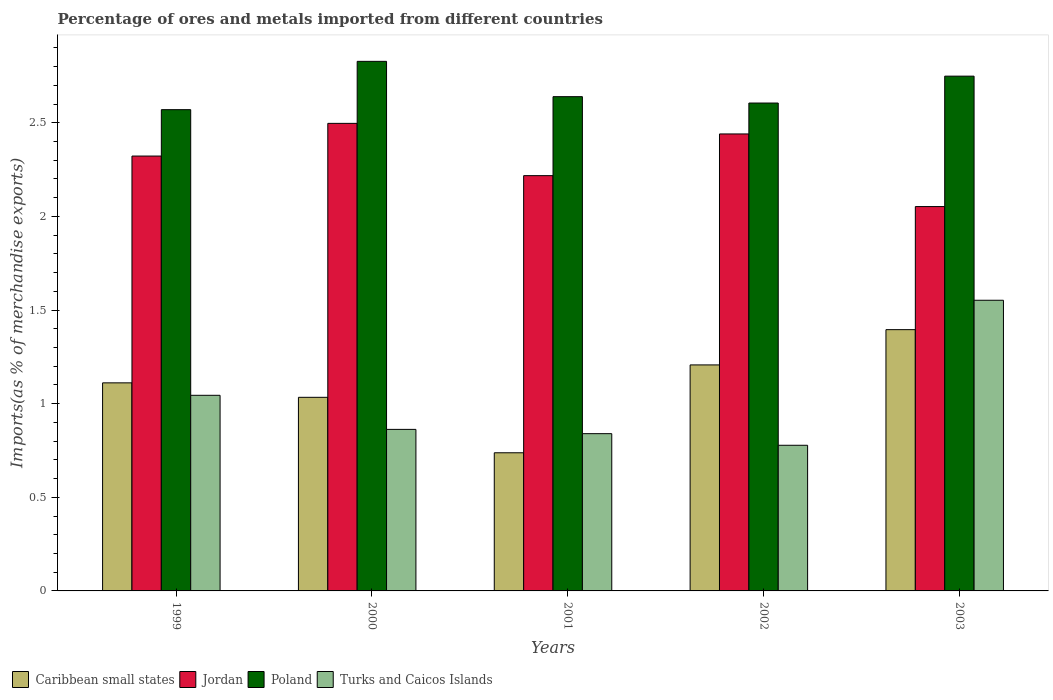 Percentage of ores and metals imported from different countries
Imports(as % of merchandise exports)
2.5
2
1.5
1
0.5
0
1999
2000
2001
2002
2003
Years
Caribbean small states
Jordan
Poland
Turks and Caicos Islands